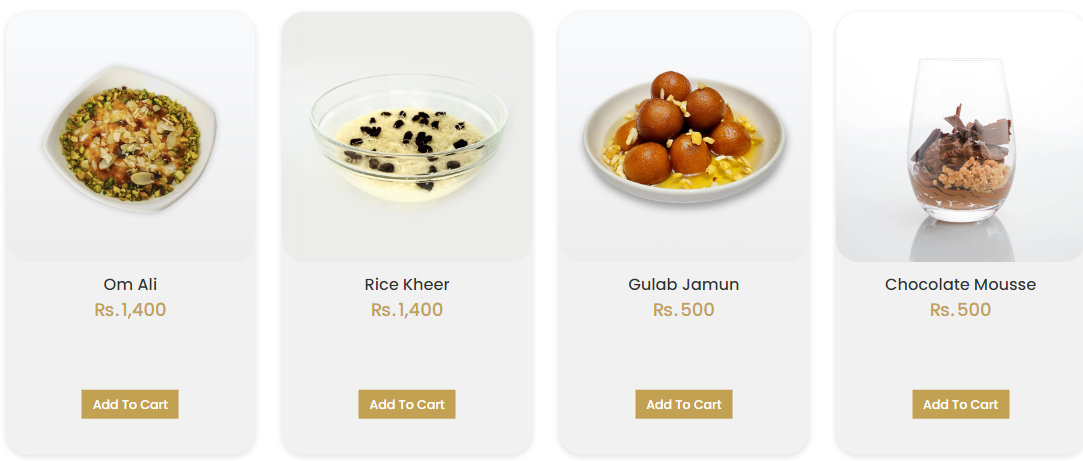 Om Ali
Rs.1,400
Add To Cart
Rice Kheer
Rs.1,400
Add To Cart
Gulab Jamun
Rs.500
Add To Cart
Chocolate Mousse
Rs.500
Add To Cart